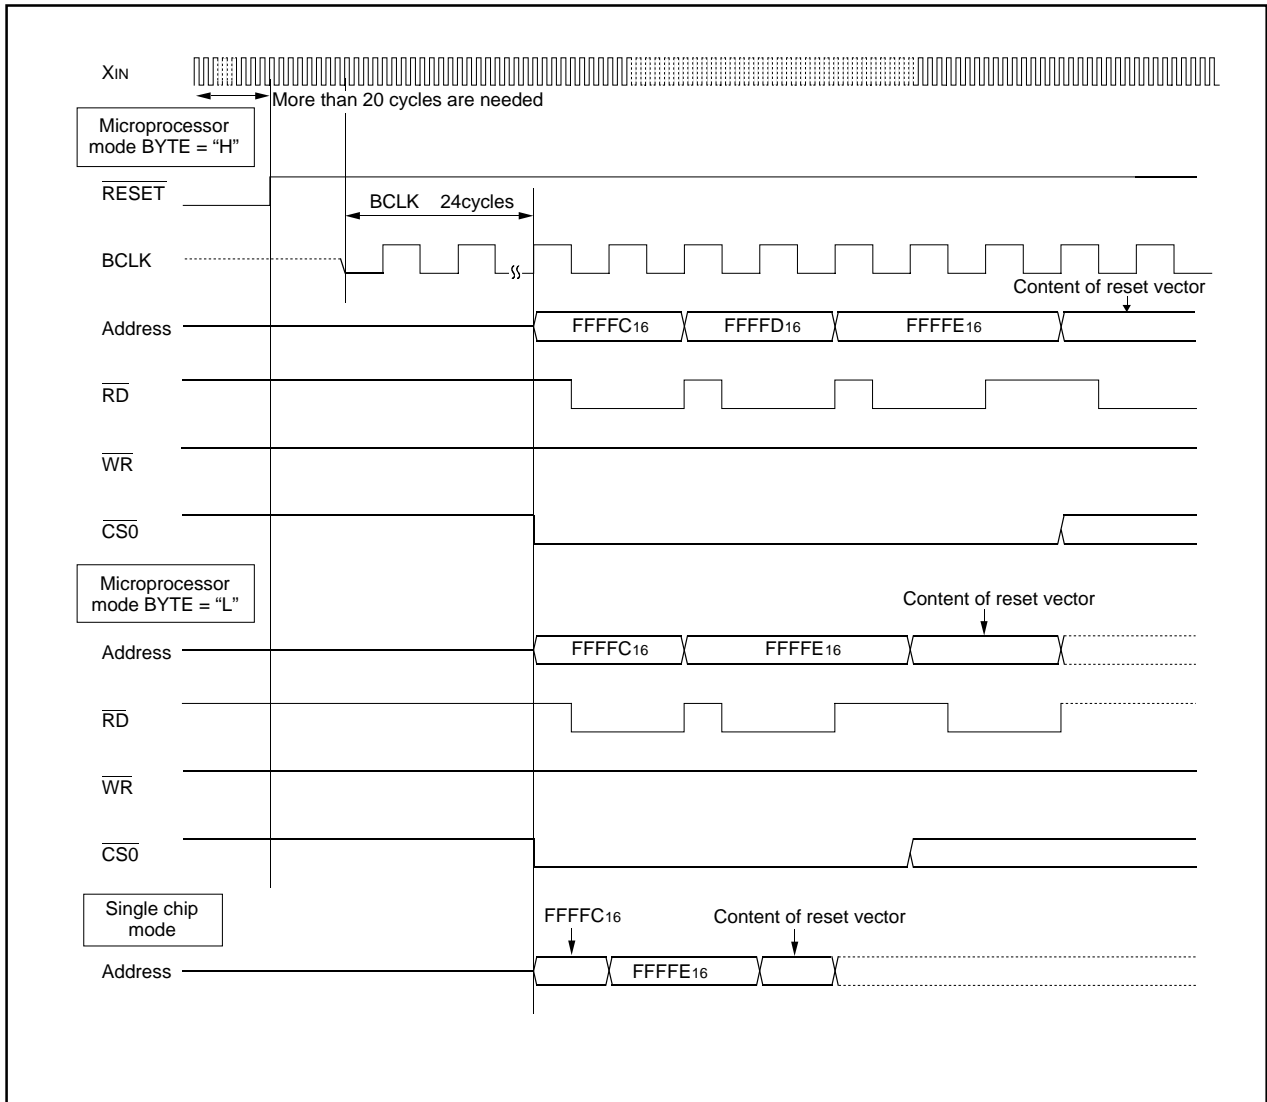 XIN
More than 20 cycles are needed
Microprocessor
mode BYTE = “H”
RESET
BCLK 24cycles
BCLK
Content of reset vector
Address
FFFFC16 FFFFD16 FFFFE16
RD
WR
CS0
Microprocessor
mode BYTE = “L”
Content of reset vector
Address
FFFFC16 FFFFE16
RD
WR
CS0
Single chip
mode
FFFFC16
Content of reset vector
Address
FFFFE16